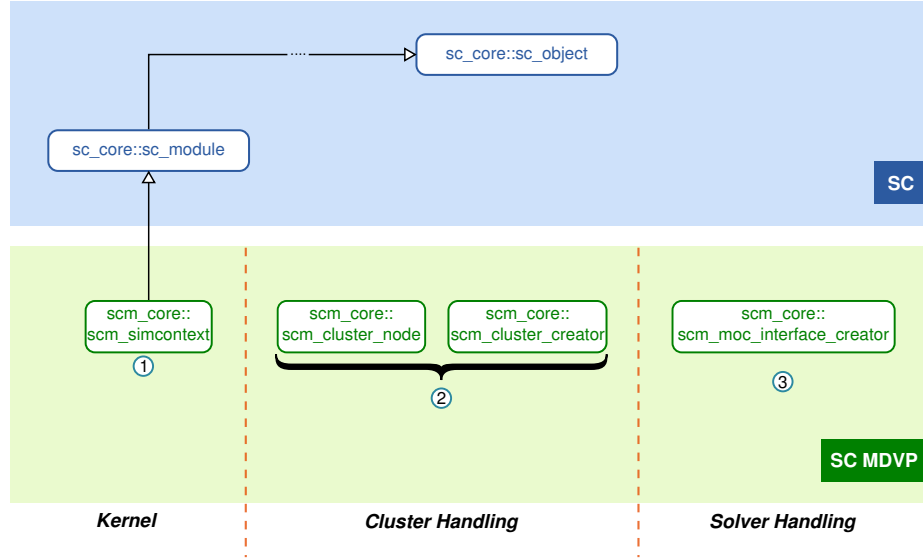 ....
sc_core::sc_object
sc_core::sc_module
SC
scm_core::
scm_simcontext
scm_core::
scm_cluster_node
scm_core::
scm_cluster_creator
scm_core::
scm_moc_interface_creator
1
2
3
SC MDVP
Kernel
Cluster Handling
Solver Handling